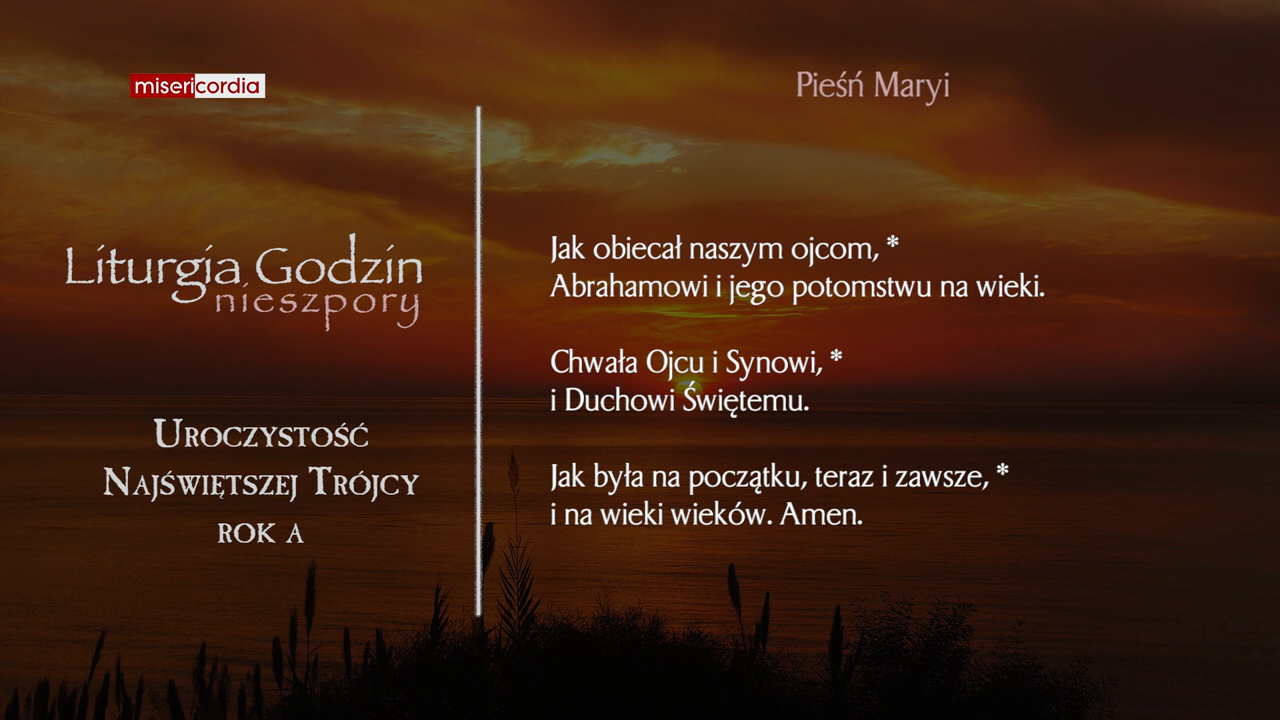 misericordia
Liturgia Godzin
nieszpory
Uroczystość
Najświętszej Trójcy
rok A
Pieśń Maryi
Jak obiecał naszym ojcom, *
Abrahamowi i jego potomstwu na wieki.
Chwała Ojcu i Synowi, *
i Duchowi Świętemu.
Jak była na początku, teraz i zawsze, *
i na wieki wieków. Amen.